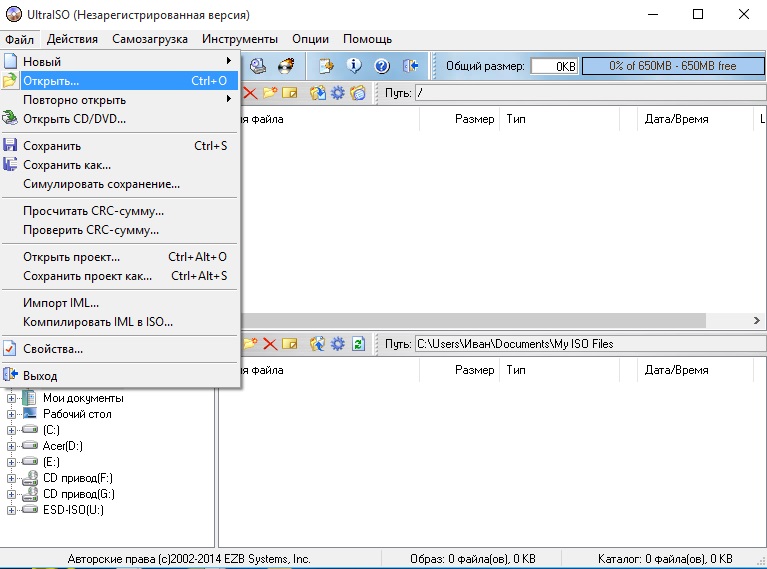 UltraISO (Незарегистрированная версия)
Файл Действия Самозагрузка Инструменты Опции Помощь
Новый
Открыть... Ctrl+O
Повторно открыть
Открыть CD/DVD...
Сохранить Ctrl+S
Сохранить как...
Симулировать сохранение...
Просчитать CRC-сумму...
Проверить CRC-сумму...
Открыть проект... Ctrl+Alt+O
Сохранить проект как... Ctrl+Alt+S
Импорт IML...
Компилировать IML в ISO...
Свойства...
Выход
Общий размер: 0KB 0% of 650MB - 650MB free
Путь: /
файла Размер Тип Дата/Время L
Путь: C:\Users\Иван\Documents\My ISO Files
файла Размер Тип Дата/Время
Мои документы
Рабочий стол
(C:)
Acer(D:)
(E:)
CD привод(F:)
CD привод(G:)
ESD-ISO(U:)
Авторские права (c)2002-2014 EZB Systems, Inc. Образ: 0 файла(ов), 0 KB Каталог: 0 файла(ов), 0 KB